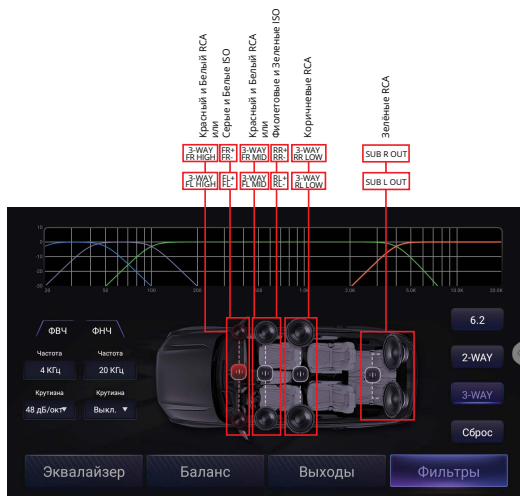 Красный и Белый RCA
или
Серые и Белые ISO
Красный и Белый RCA
или
Фиолетовые и Зеленые ISO
Коричневые RCA
Зелёные RCA
3-WAY
FR HIGH
FR+
FR-
3-WAY
FR MID
RR+
RR-
3-WAY
RR LOW
SUB R OUT
3-WAY
FL HIGH
FL+
FL-
3-WAY
FL MID
RL+
RL-
3-WAY
RL LOW
SUB L OUT
10
0
-10
-20
-30
20 50 100 200 500 1.0K 2.0K 5.0K 10.0K 20.0K
ФВЧ ФНЧ
Частота Частота
4 КГц 20 КГц
Крутизна Крутизна
48 дБ/окт▼ Выкл. ▼
6.2
2-WAY
3-WAY
Сброс
Эквалайзер Баланс Выходы Фильтры